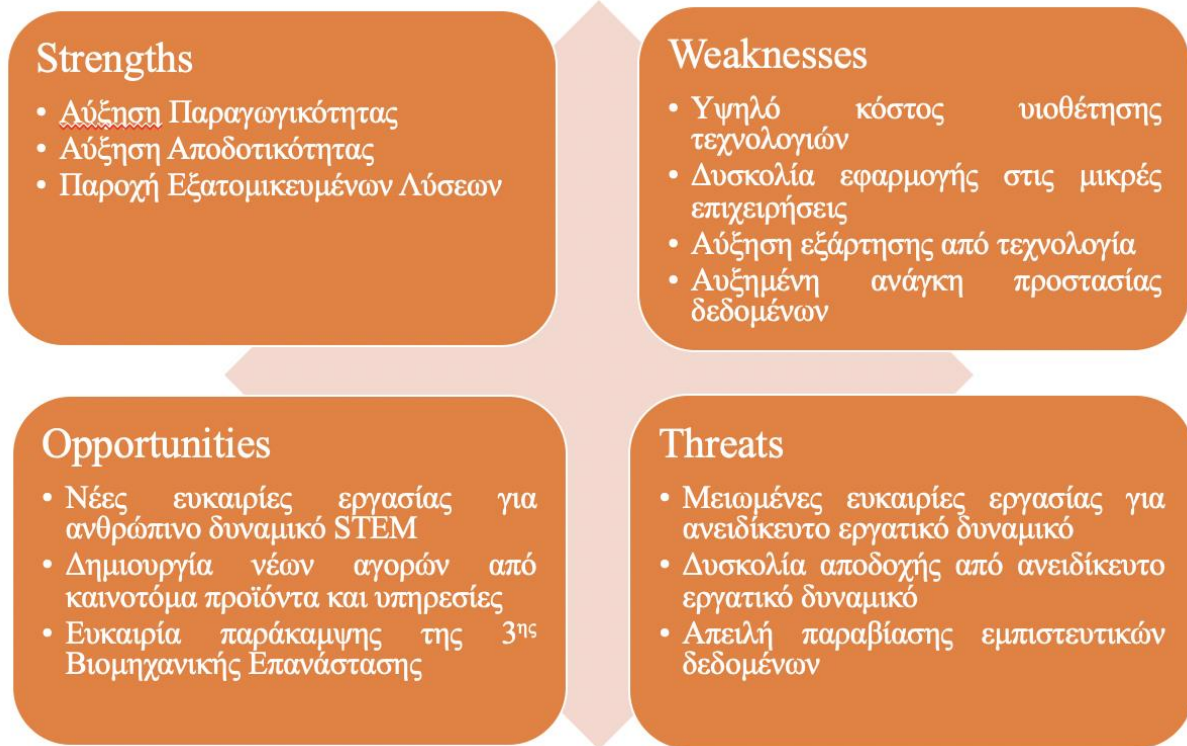 Strengths
• Αύξηση Παραγωγικότητας
• Αύξηση Αποδοτικότητας
• Παροχή Εξατομικευμένων Λύσεων
Weaknesses
• Υψηλό κόστος υιοθέτησης
τεχνολογιών
• Δυσκολία εφαρμογής στις μικρές
επιχειρήσεις
• Αύξηση εξάρτησης από τεχνολογία
• Αυξημένη ανάγκη προστασίας
δεδομένων
Opportunities
• Νέες ευκαιρίες εργασίας για
ανθρώπινο δυναμικό STEM
• Δημιουργία νέων αγορών από
καινοτόμα προϊόντα και υπηρεσίες
• Ευκαιρία παράκαμψης της 3ης
Βιομηχανικής Επανάστασης
Threats
• Μειωμένες ευκαιρίες εργασίας για
ανειδίκευτο εργατικό δυναμικό
• Δυσκολία αποδοχής από ανειδίκευτο
εργατικό δυναμικό
• Απειλή παραβίασης εμπιστευτικών
δεδομένων